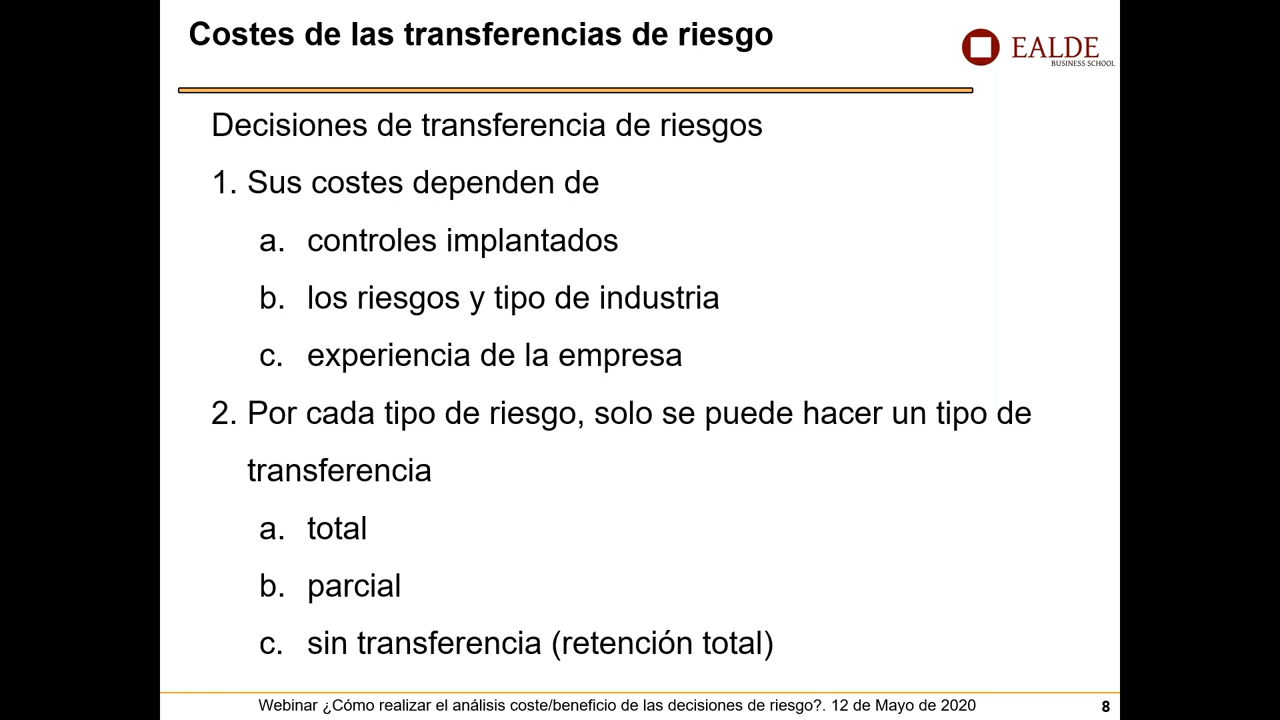 Costes de las transferencias de riesgo
EALDE
BUSINESS SCHOOL
Decisiones de transferencia de riesgos
1. Sus costes dependen de
a. controles implantados
b. los riesgos y tipo de industria
c. experiencia de la empresa
2. Por cada tipo de riesgo, solo se puede hacer un tipo de
transferencia
a. total
b. parcial
c. sin transferencia (retención total)
Webinar ¿Cómo realizar el análisis coste/beneficio de las decisiones de riesgo?. 12 de Mayo de 2020
8